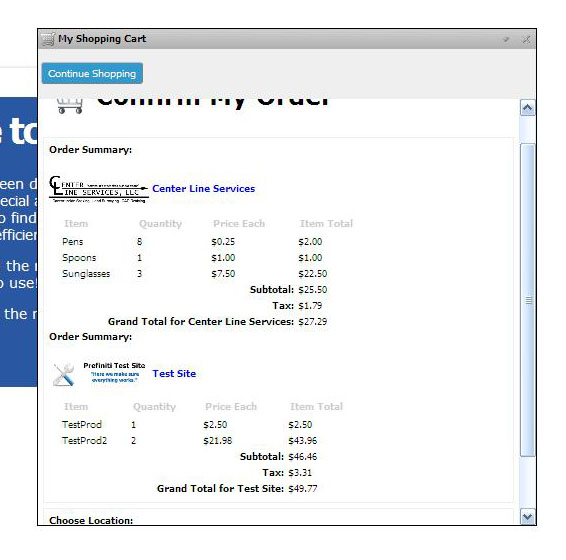 My Shopping Cart
Continue Shopping
Confirm My Order
Order Summary:
CENTER
LINE SERVICES, LLC
Center Line Services
Item Quantity Price Each Item Total
Pens 8 $0.25 $2.00
Spoons 1 $1.00 $1.00
Sunglasses 3 $7.50 $22.50
Subtotal: $25.50
Tax: $1.79
Grand Total for Center Line Services: $27.29
Order Summary:
Prefiniti Test Site
"Here we make sure
everything works."
Test Site
Item Quantity Price Each Item Total
TestProd 1 $2.50 $2.50
TestProd2 2 $21.98 $43.96
Subtotal: $46.46
Tax: $3.31
Grand Total for Test Site: $49.77
Choose Location:
e to
een d
ecial a
o find
efficien
the r
o use!
the r